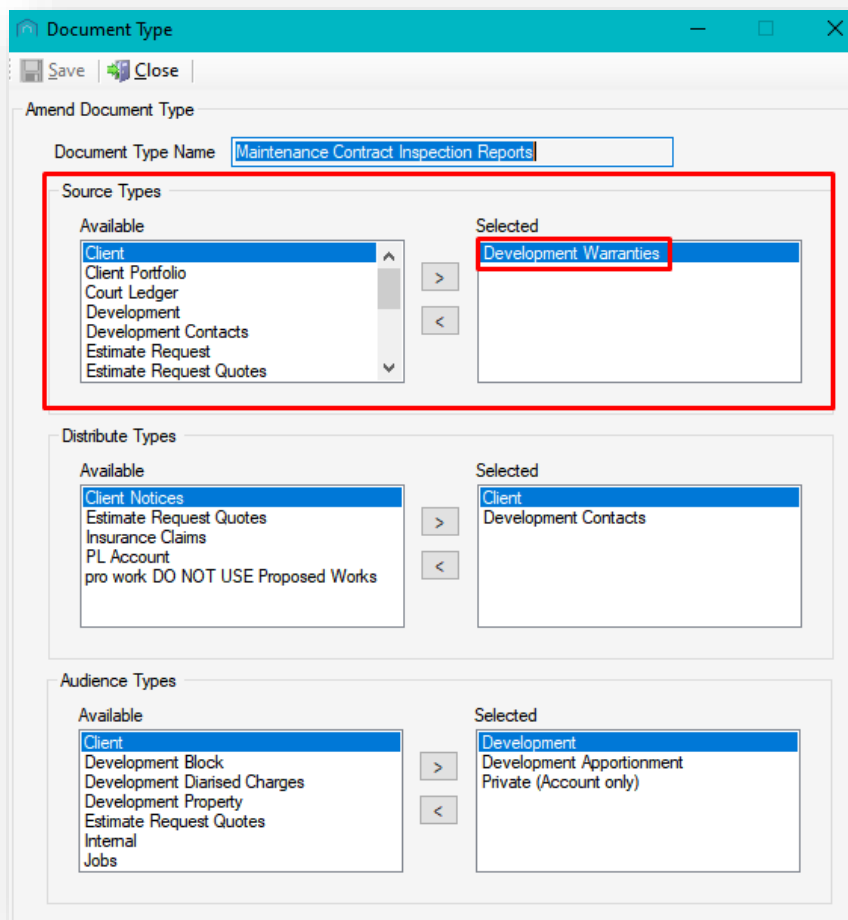 Document Type
Save Close
Amend Document Type
Document Type Name Maintenance Contract Inspection Reports
Source Types
Available
Client
Client Portfolio
Court Ledger
Development
Development Contacts
Estimate Request
Estimate Request Quotes
>
<
Selected
Development Warranties
Distribute Types
Available
Client Notices
Estimate Request Quotes
Insurance Claims
PL Account
pro work DO NOT USE Proposed Works
>
<
Selected
Client
Development Contacts
Audience Types
Available
Client
Development Block
Development Diarised Charges
Development Property
Estimate Request Quotes
Internal
Jobs
>
<
Selected
Development
Development Apportionment
Private (Account only)